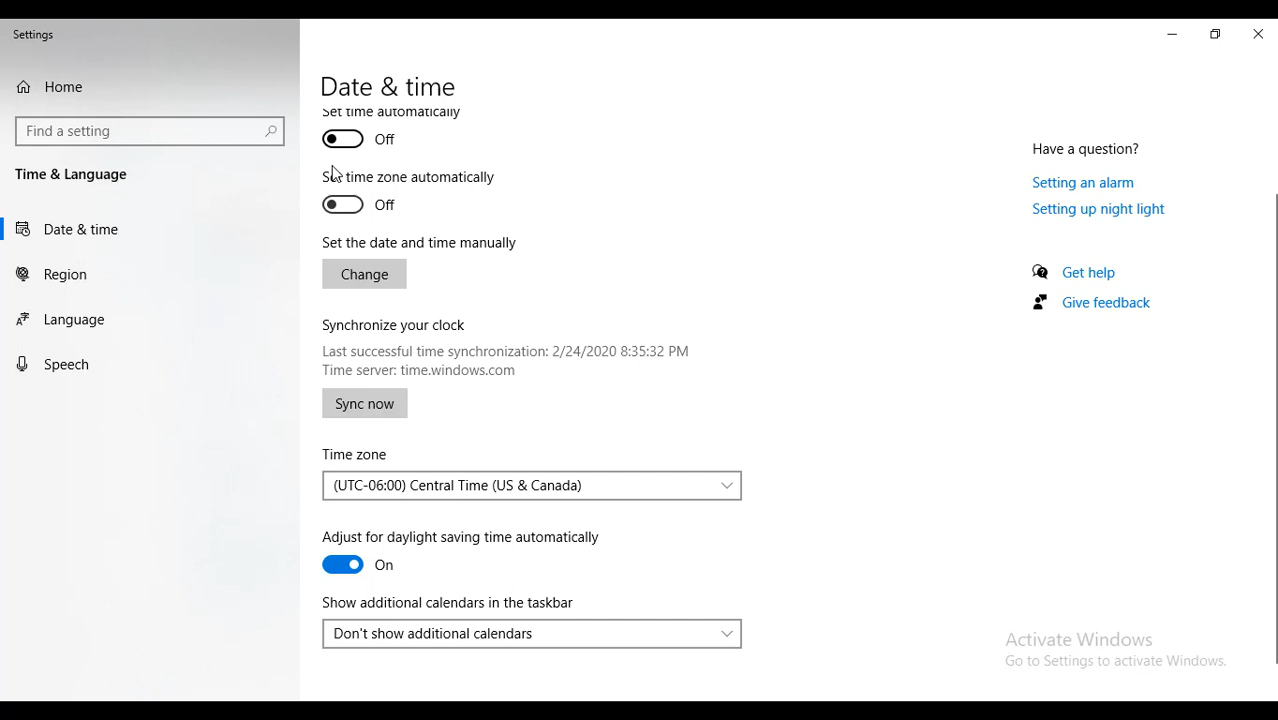 Settings
Home
Find a setting
Time & Language
Date & time
Region
Language
Speech
Date & time
Set time automatically
Off
Set time zone automatically
Off
Set the date and time manually
Change
Synchronize your clock
Last successful time synchronization: 2/24/2020 8:35:32 PM
Time server: time.windows.com
Sync now
Time zone
(UTC-06:00) Central Time (US & Canada)
Adjust for daylight saving time automatically
On
Show additional calendars in the taskbar
Don't show additional calendars
Have a question?
Setting an alarm
Setting up night light
Get help
Give feedback
Activate Windows
Go to Settings to activate Windows.